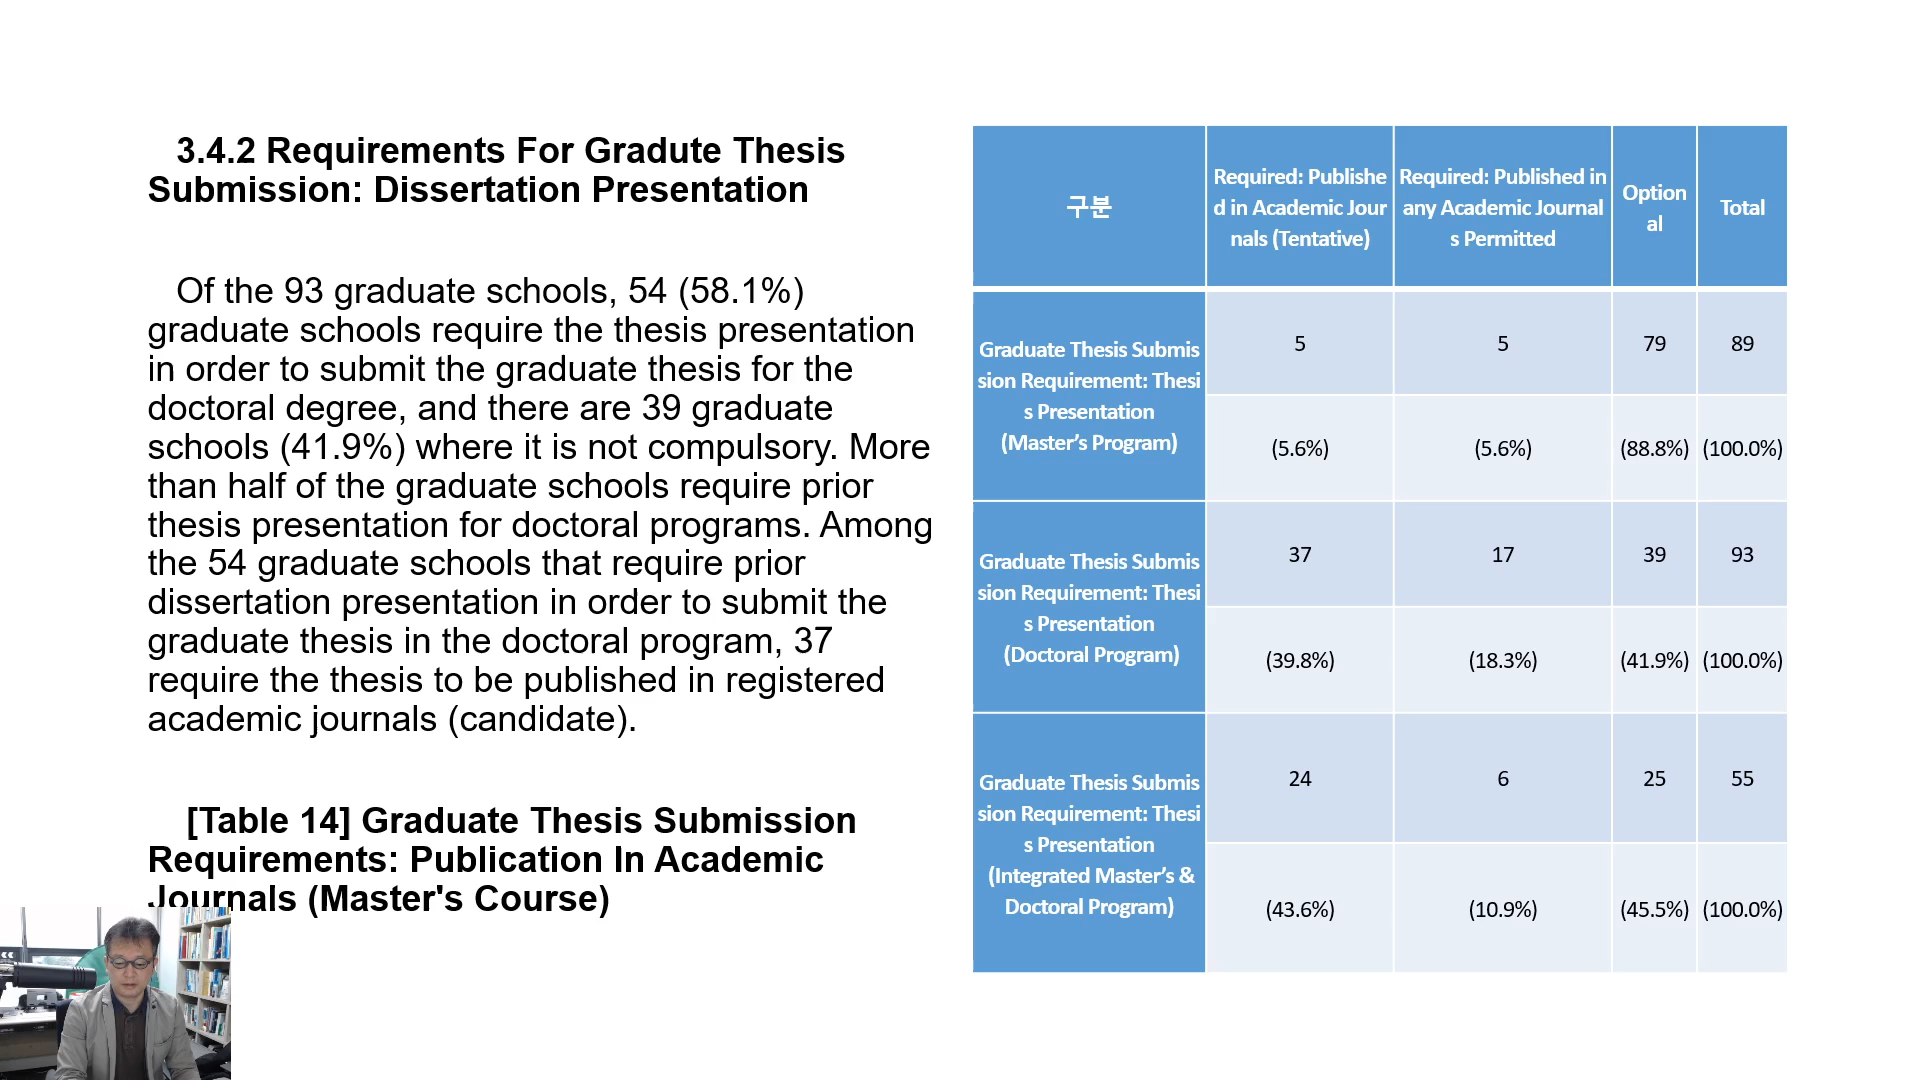 3.4.2 Requirements For Gradute Thesis
Submission: Dissertation Presentation
Of the 93 graduate schools, 54 (58.1%)
graduate schools require the thesis presentation
in order to submit the graduate thesis for the
doctoral degree, and there are 39 graduate
schools (41.9%) where it is not compulsory. More
than half of the graduate schools require prior
thesis presentation for doctoral programs. Among
the 54 graduate schools that require prior
dissertation presentation in order to submit the
graduate thesis in the doctoral program, 37
require the thesis to be published in registered
academic journals (candidate).
[Table 14] Graduate Thesis Submission
Requirements: Publication In Academic
Journals (Master's Course)
구분
Required: Publishe
d in Academic Jour
nals (Tentative)
Required: Published in
any Academic Journal
s Permitted
Option
al
Total
Graduate Thesis Submis
sion Requirement: Thesi
s Presentation
(Master’s Program)
5 5 79 89
(5.6%) (5.6%) (88.8%) (100.0%)
Graduate Thesis Submis
sion Requirement: Thesi
s Presentation
(Doctoral Program)
37 17 39 93
(39.8%) (18.3%) (41.9%) (100.0%)
Graduate Thesis Submis
sion Requirement: Thesi
s Presentation
(Integrated Master’s &
Doctoral Program)
24 6 25 55
(43.6%) (10.9%) (45.5%) (100.0%)